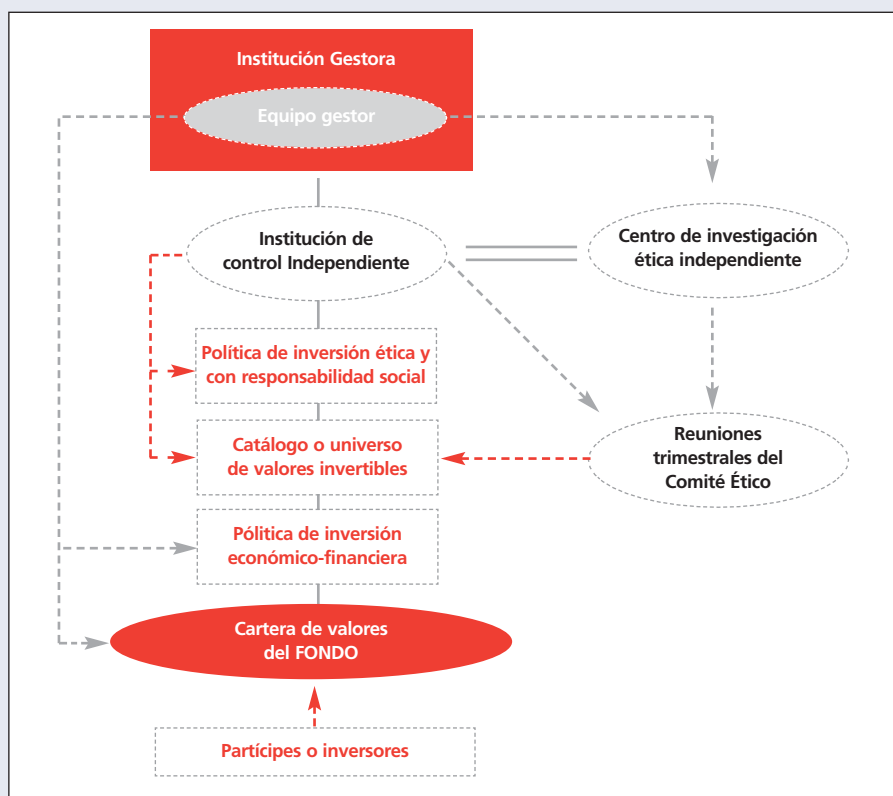 Institución Gestora
Equipo gestor
Institución de
control Independiente
Centro de investigación
ética independiente
Política de inversión ética y
con responsabilidad social
Catálogo o universo
de valores invertibles
Reuniones
trimestrales del
Comité Ético
Pólitica de inversión
económico-financiera
Cartera de valores
del FONDO
Partícipes o inversores